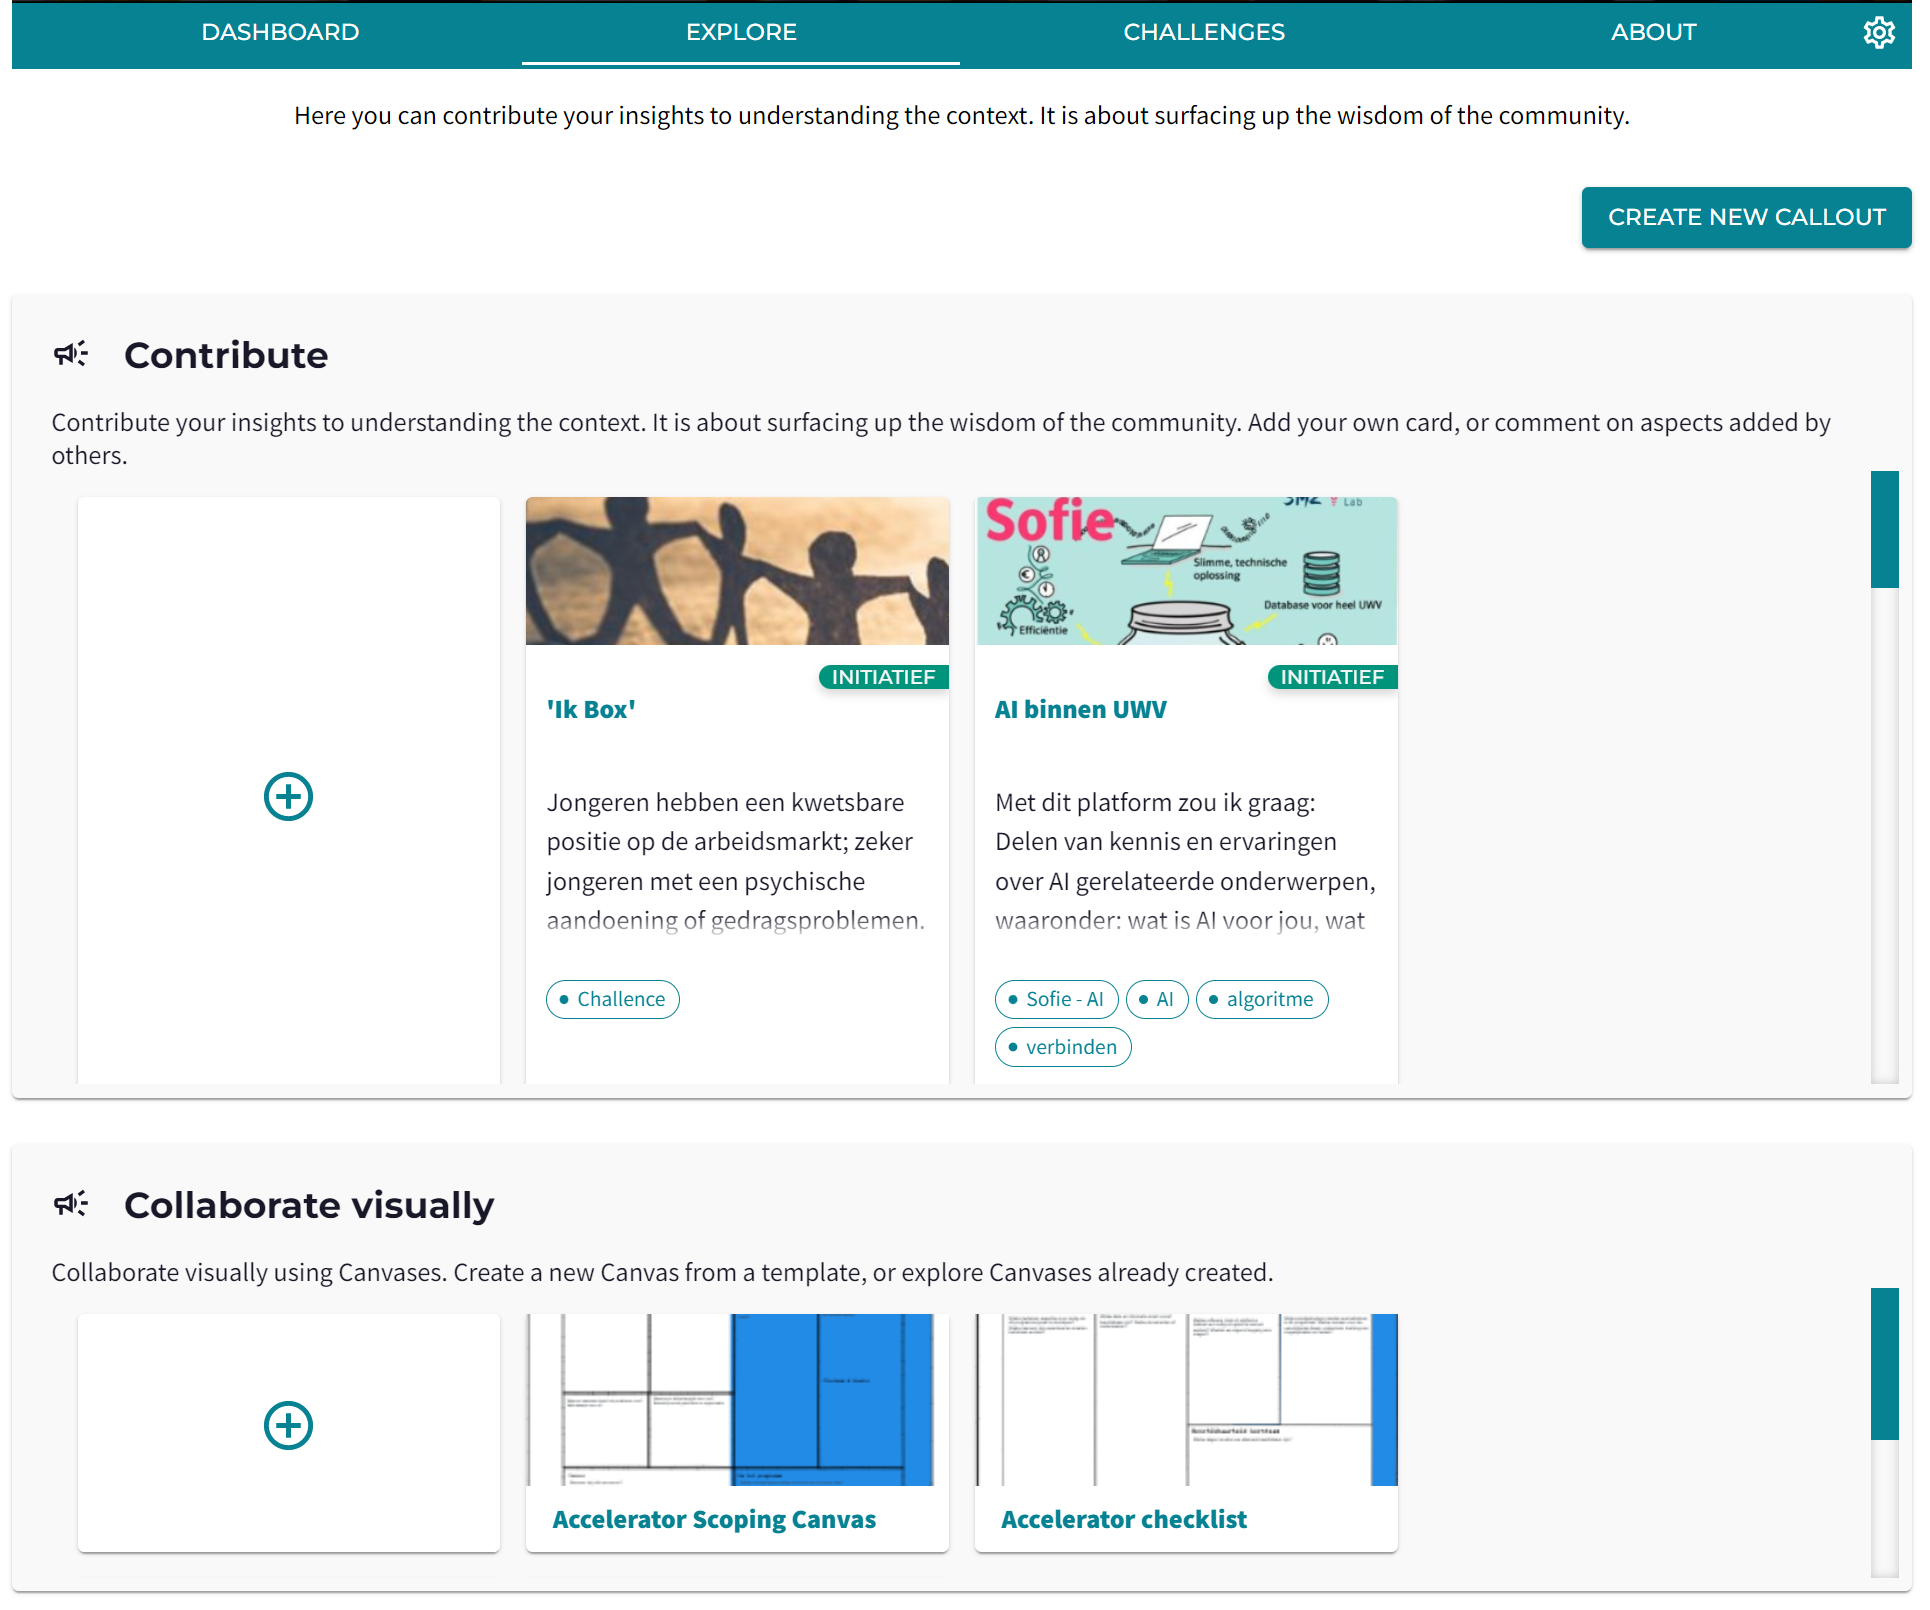 DASHBOARD
EXPLORE
CHALLENGES
ABOUT
Here you can contribute your insights to understanding the context. It is about surfacing up the wisdom of the community.
CREATE NEW CALLOUT
Contribute
Contribute your insights to understanding the context. It is about surfacing up the wisdom of the community. Add your own card, or comment on aspects added by
others.
Sofie
Lab
Slimme, technische
oplossing
Database voor heel UWV
Efficiëntie
INITIATIEF
'Ik Box'
Jongeren hebben een kwetsbare
positie op de arbeidsmarkt; zeker
jongeren met een psychische
aandoening of gedragsproblemen.
Challence
INITIATIEF
AI binnen UWV
Met dit platform zou ik graag:
Delen van kennis en ervaringen
over AI gerelateerde onderwerpen,
waaronder: wat is AI voor jou, wat
Sofie - AI
AI
algoritme
verbinden
Collaborate visually
Collaborate visually using Canvases. Create a new Canvas from a template, or explore Canvases already created.
Accelerator Scoping Canvas
Accelerator checklist